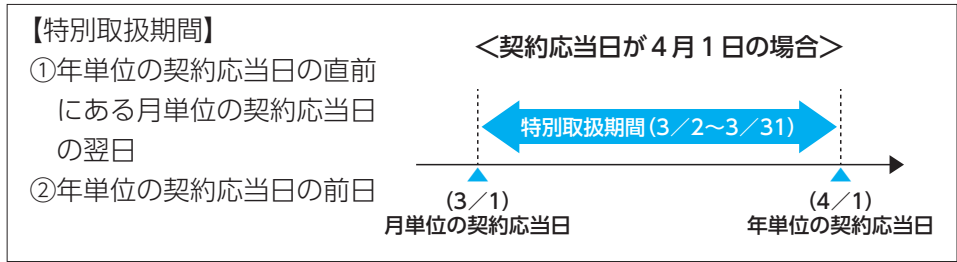 【特別取扱期間】
①年単位の契約応当日の直前
にある月単位の契約応当日
の翌日
②年単位の契約応当日の前日
＜契約応当日が４月１日の場合＞
特別取扱期間(3／2～3／31)
(3／1)
月単位の契約応当日
(4／1)
年単位の契約応当日